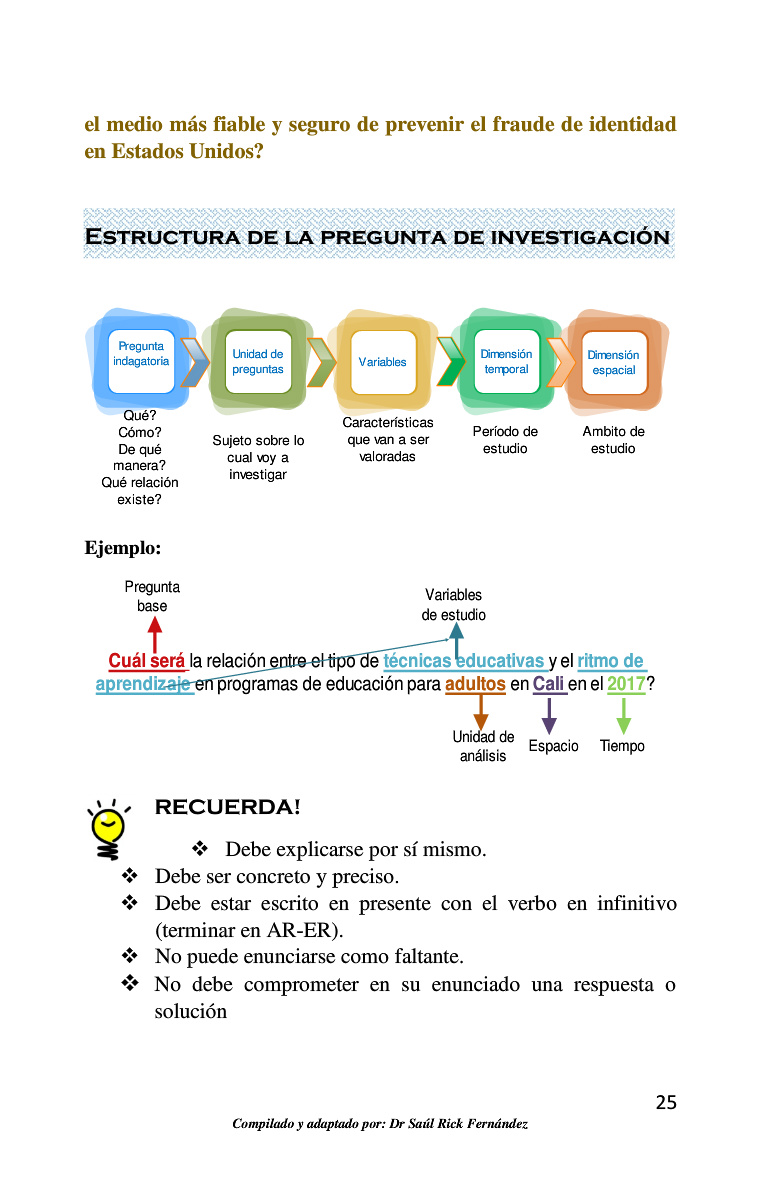 el medio más fiable y seguro de prevenir el fraude de identidad
en Estados Unidos?
ESTRUCTURA DE LA PREGUNTA DE INVESTIGACIÓN
Pregunta
indagatoria
Unidad de
preguntas
Variables
Dimensión
temporal
Dimensión
espacial
Qué?
Cómo?
De qué
manera?
Qué relación
existe?
Sujeto sobre lo
cual voy a
investigar
Características
que van a ser
valoradas
Período de
estudio
Ambito de
estudio
Ejemplo:
Pregunta
base
Variables
de estudio
Cuál será la relación entre el tipo de técnicas educativas y el ritmo de
aprendizaje en programas de educación para adultos en Cali en el 2017?
Unidad de
análisis
Espacio
Tiempo
RECUERDA!
❖ Debe explicarse por sí mismo.
❖ Debe ser concreto y preciso.
❖ Debe estar escrito en presente con el verbo en infinitivo
(terminar en AR-ER).
❖ No puede enunciarse como faltante.
❖ No debe comprometer en su enunciado una respuesta o
solución
25
Compilado y adaptado por: Dr Saúl Rick Fernández